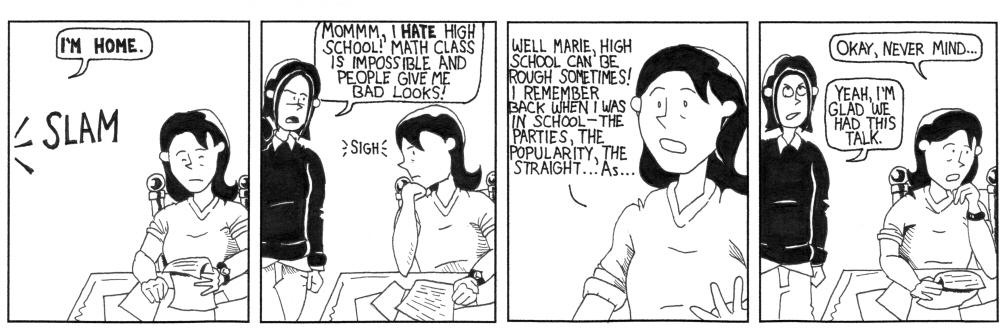 I'M HOME.
SLAM
MOMMM, I HATE HIGH
SCHOOL! MATH CLASS
IS IMPOSSIBLE AND
PEOPLE GIVE ME
BAD LOOKS!
SIGH
WELL MARIE, HIGH
SCHOOL CAN BE
ROUGH SOMETIMES!
I REMEMBER
BACK WHEN I WAS
IN SCHOOL—THE
PARTIES, THE
POPULARITY, THE
STRAIGHT...AS...
OKAY, NEVER MIND...
YEAH, I'M
GLAD WE
HAD THIS
TALK.